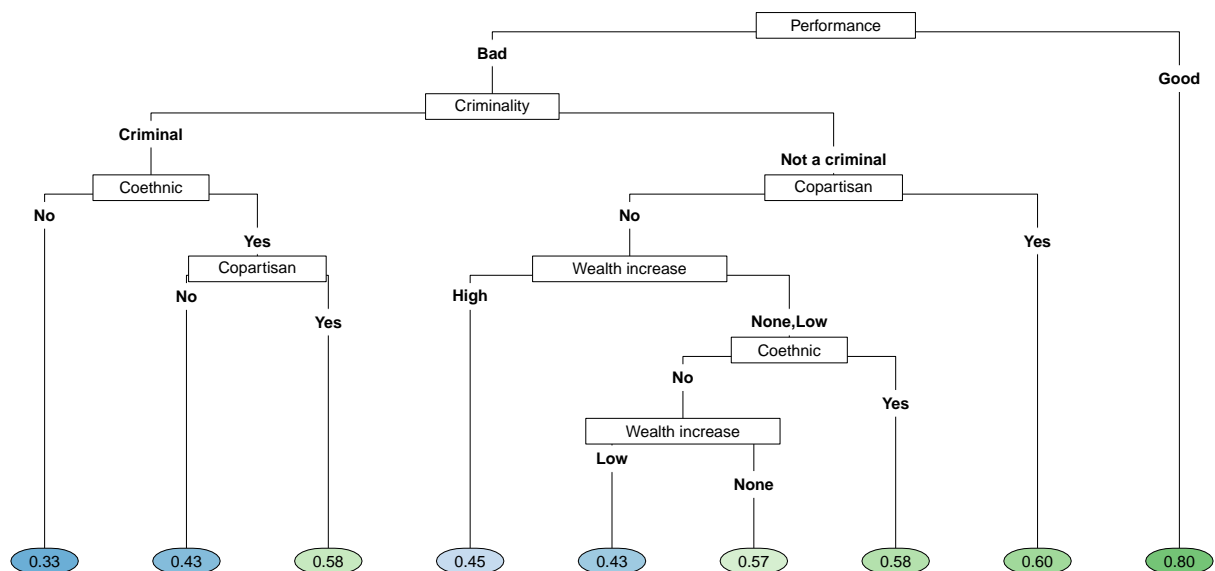 Performance
Bad
Good
Criminality
Criminal
Not a criminal
Coethnic
Copartisan
No
Yes
No
Yes
Copartisan
Wealth increase
No
Yes
High
None,Low
Coethnic
No
Yes
Wealth increase
Low
None
0.33
0.43
0.58
0.45
0.43
0.57
0.58
0.60
0.80